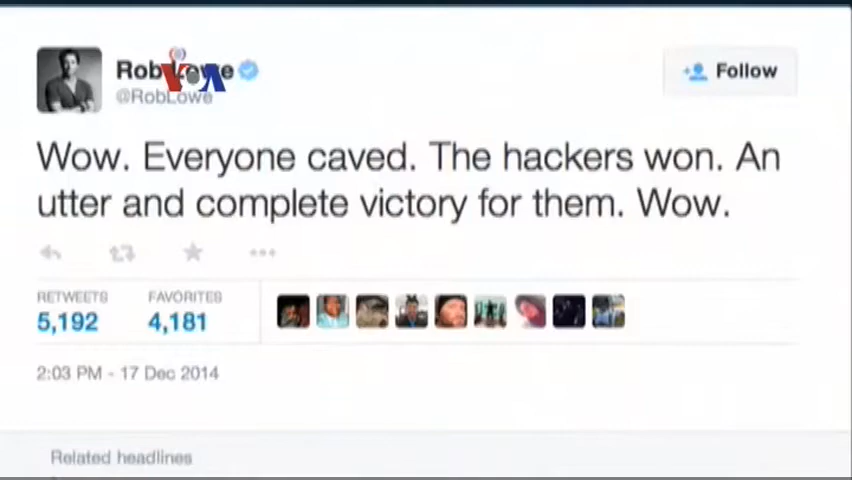 Rob Lowe
VOA
@RobLowe
Follow
Wow. Everyone caved. The hackers won. An
utter and complete victory for them. Wow.
RETWEETS
FAVORITES
5,192
4,181
2:03 PM - 17 Dec 2014
Related headlines